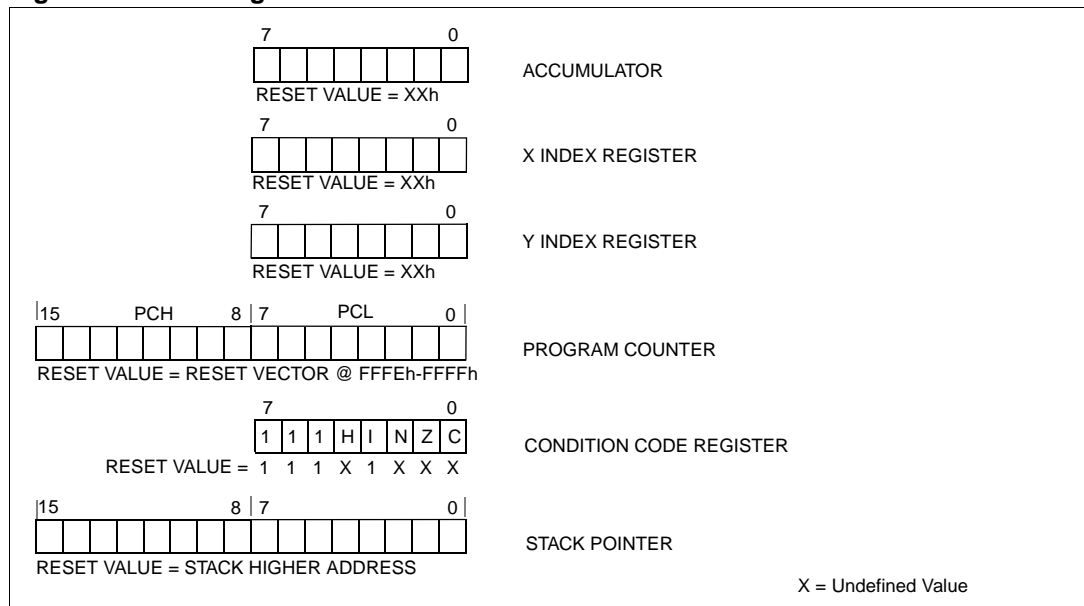 7 0
ACCUMULATOR
RESET VALUE = XXh
7 0
X INDEX REGISTER
RESET VALUE = XXh
7 0
Y INDEX REGISTER
RESET VALUE = XXh
15 PCH 8 7 PCL 0
PROGRAM COUNTER
RESET VALUE = RESET VECTOR @ FFFEh-FFFFh
7 0
1 1 1 H I N Z C
CONDITION CODE REGISTER
RESET VALUE = 1 1 1 X 1 X X X
15 8 7 0
STACK POINTER
RESET VALUE = STACK HIGHER ADDRESS
X = Undefined Value